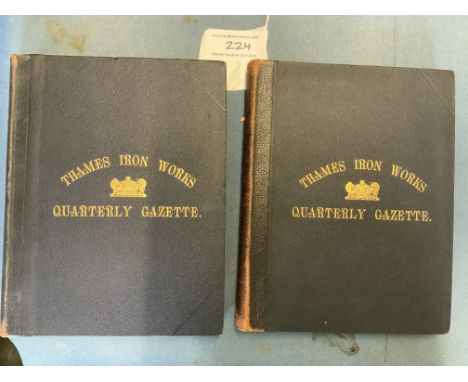 224
THAMES IRON WORKS
QUARTERLY GAZETTE.
THAMES IRON WORKS
QUARTERLY GAZETTE.